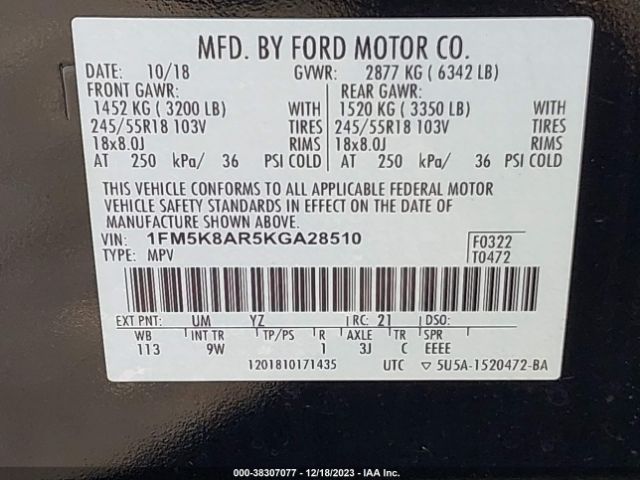 MFD. BY FORD MOTOR CO.
DATE: 10/18 GVWR: 2877 KG ( 6342 LB)
FRONT GAWR: REAR GAWR:
1452 KG ( 3200 LB) WITH 1520 KG ( 3350 LB) WITH
245/55R18 103V TIRES 245/55R18 103V TIRES
18x8.0J RIMS 18x8.0J RIMS
AT 250 kPa/ 36 PSI COLD AT 250 kPa/ 36 PSI COLD
THIS VEHICLE CONFORMS TO ALL APPLICABLE FEDERAL MOTOR
VEHICLE SAFETY STANDARDS IN EFFECT ON THE DATE OF
MANUFACTURE SHOWN ABOVE.
VIN: 1FM5K8AR5KGA28510 F0322
TYPE: MPV T0472
EXT PNT: UM YZ RC: 21 DSO:
WB INT TR TP/PS R AXLE TR SPR
113 9W 1 3J C EEEE
1201810171435 UTC ▽ 5U5A-1520472-BA
000-38307077 - 12/18/2023 - IAA Inc.